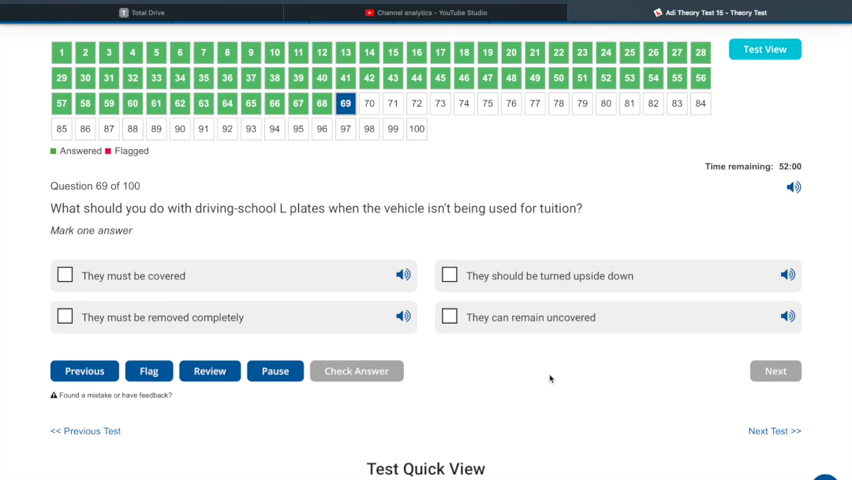 Total Drive
Channel analytics - YouTube Studio
Adi Theory Test 15 - Theory Test
1 2 3 4 5 6 7 8 9 10 11 12 13 14 15 16 17 18 19 20 21 22 23 24 25 26 27 28
Test View
29 30 31 32 33 34 35 36 37 38 39 40 41 42 43 44 45 46 47 48 49 50 51 52 53 54 55 56
57 58 59 60 61 62 63 64 65 66 67 68 69 70 71 72 73 74 75 76 77 78 79 80 81 82 83 84
85 86 87 88 89 90 91 92 93 94 95 96 97 98 99 100
Answered Flagged
Time remaining: 52:00
Question 69 of 100
What should you do with driving-school L plates when the vehicle isn't being used for tuition?
Mark one answer
They must be covered
They should be turned upside down
They must be removed completely
They can remain uncovered
Previous Flag Review Pause Check Answer Next
Found a mistake or have feedback?
<< Previous Test
Next Test >>
Test Quick View